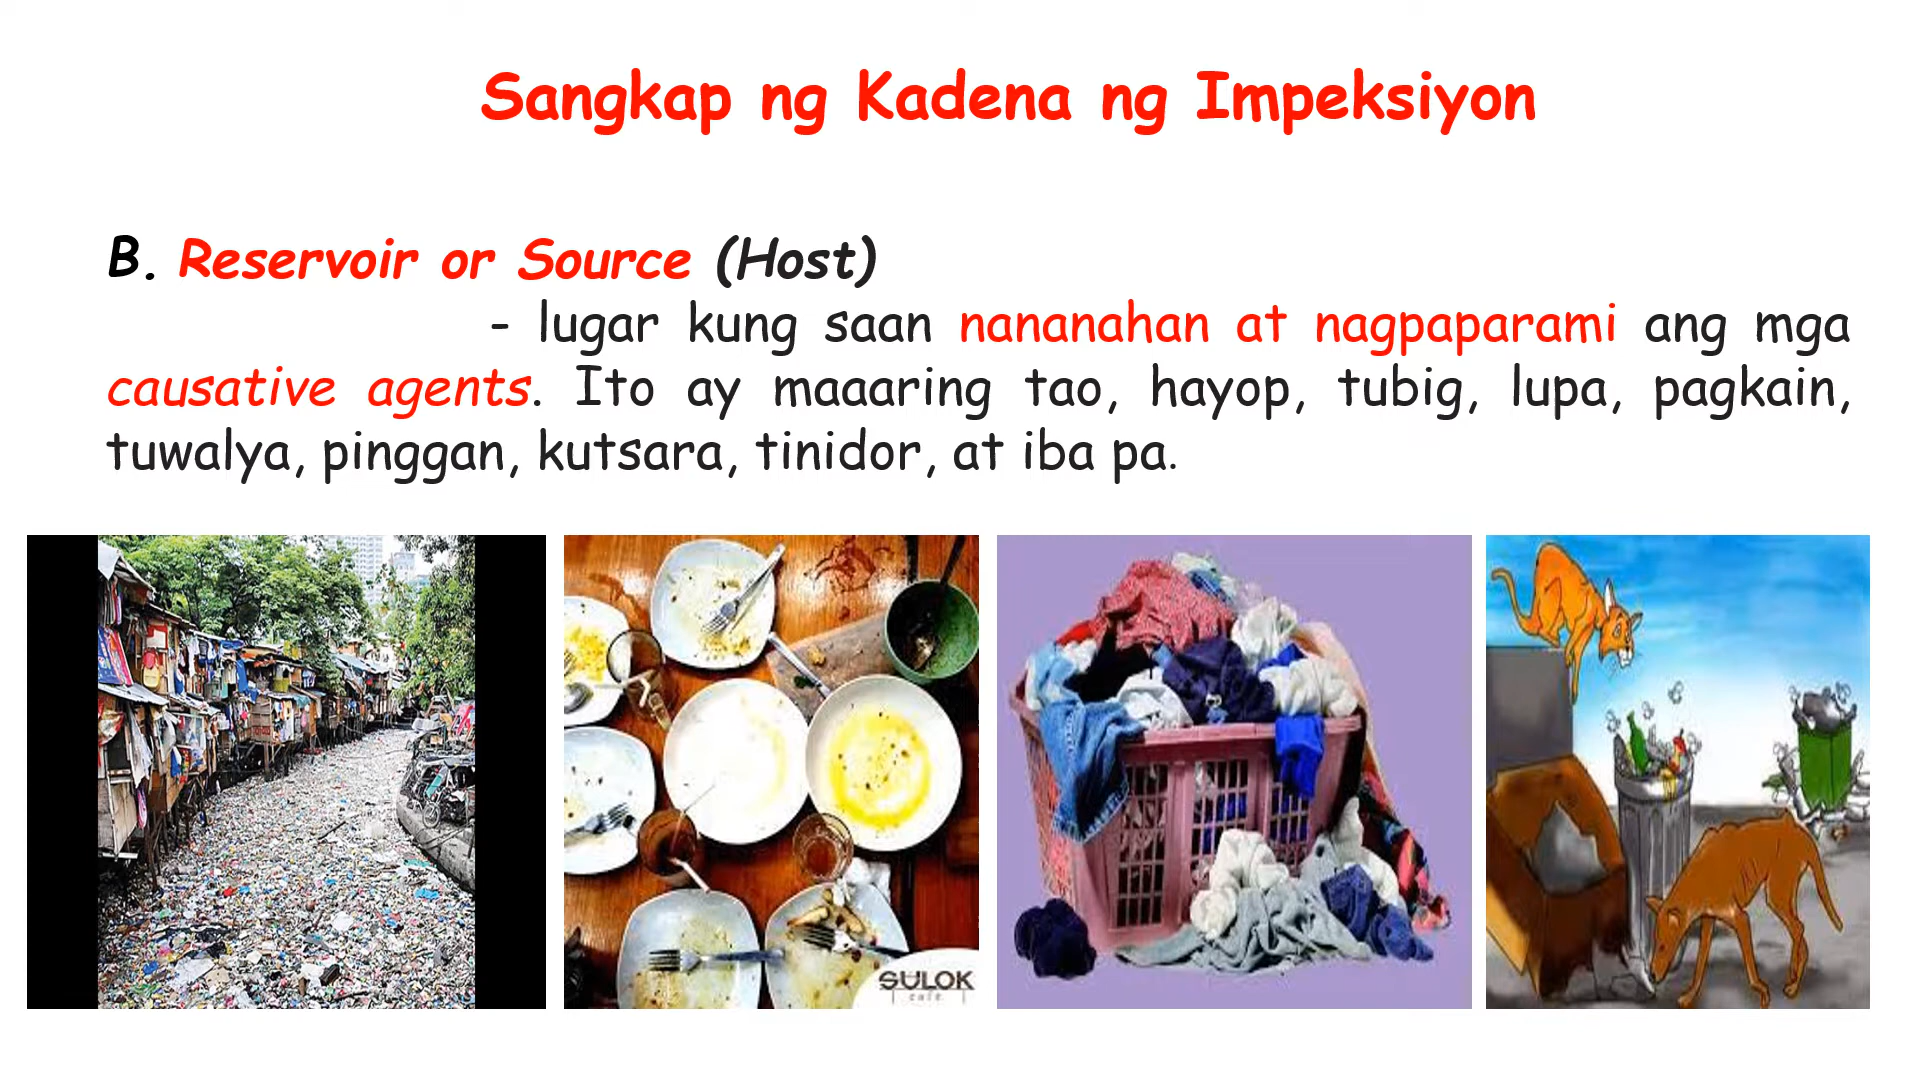 Sangkap ng Kadena ng Impeksiyon
B. Reservoir or Source (Host)
- lugar kung saan nananahan at nagpaparami ang mga
causative agents. Ito ay maaaring tao, hayop, tubig, lupa, pagkain,
tuwalya, pinggan, kutsara, tinidor, at iba pa.
SULOK
cafe